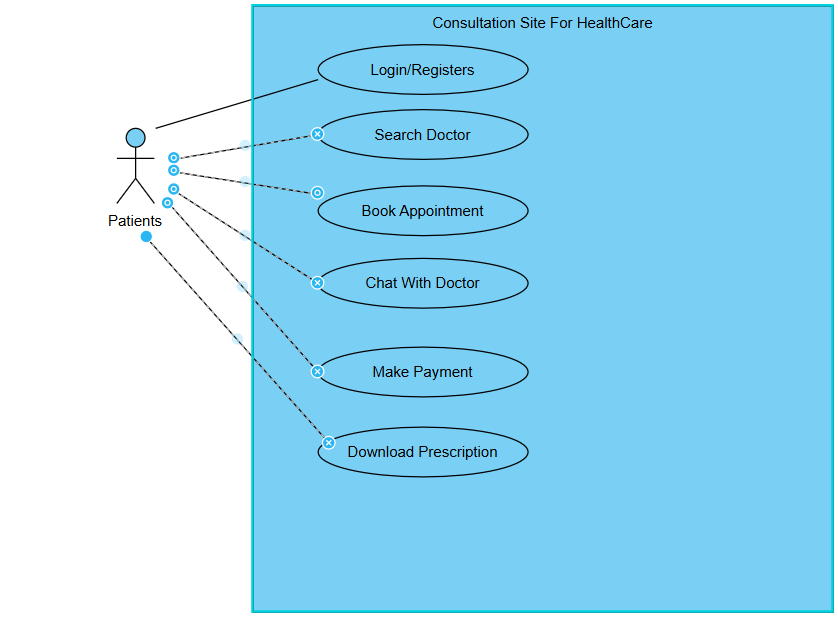 Consultation Site For HealthCare
Login/Registers
Search Doctor
Patients
Book Appointment
Chat With Doctor
Make Payment
Download Prescription